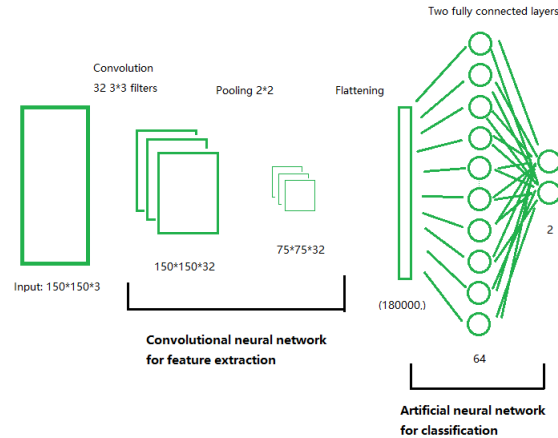 Two fully connected layers
Convolution
32 3*3 filters
Pooling 2*2
Flattening
Input: 150*150*3
150*150*32
75*75*32
(180000,)
2
64
Convolutional neural network
for feature extraction
Artificial neural network
for classification